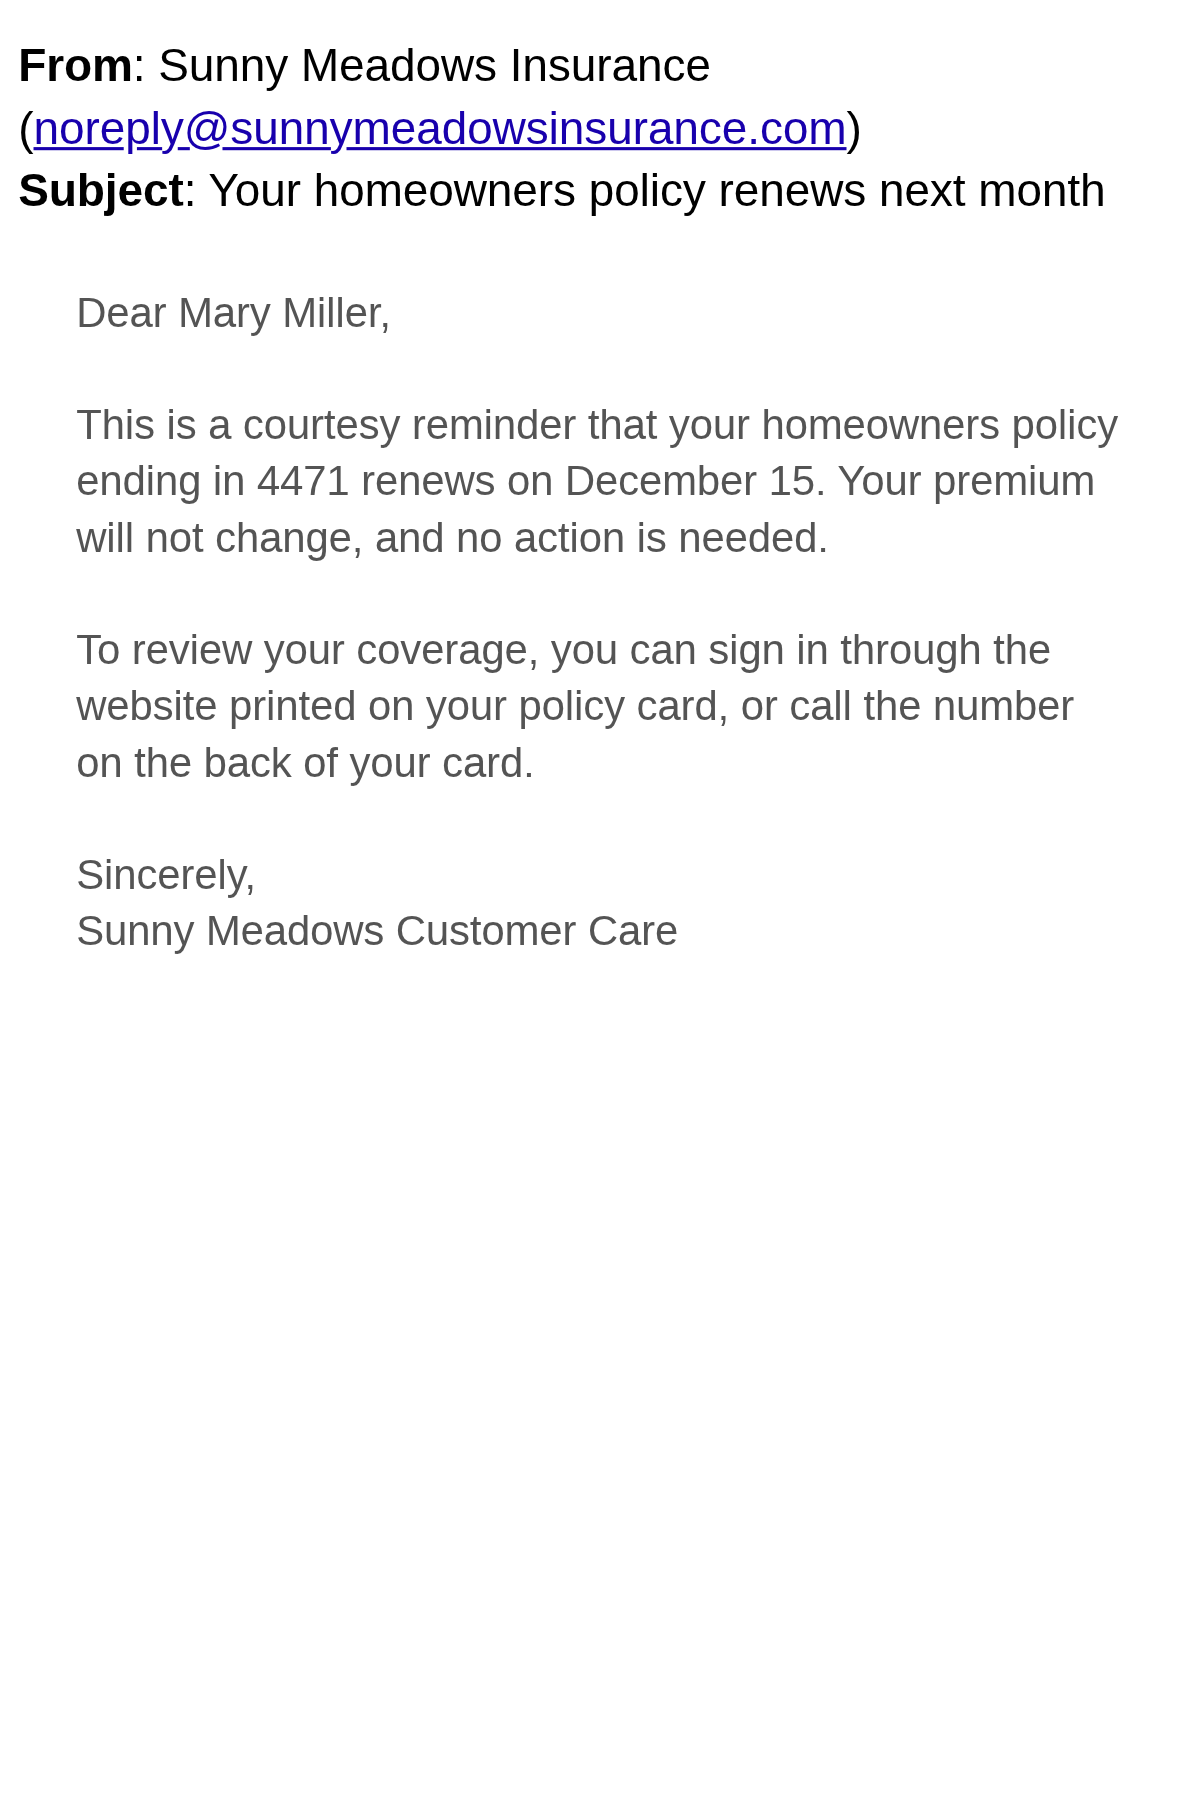 From: Sunny Meadows Insurance
(noreply@sunnymeadowsinsurance.com)
Subject: Your homeowners policy renews next month
Dear Mary Miller,
This is a courtesy reminder that your homeowners policy
ending in 4471 renews on December 15. Your premium
will not change, and no action is needed.
To review your coverage, you can sign in through the
website printed on your policy card, or call the number
on the back of your card.
Sincerely,
Sunny Meadows Customer Care